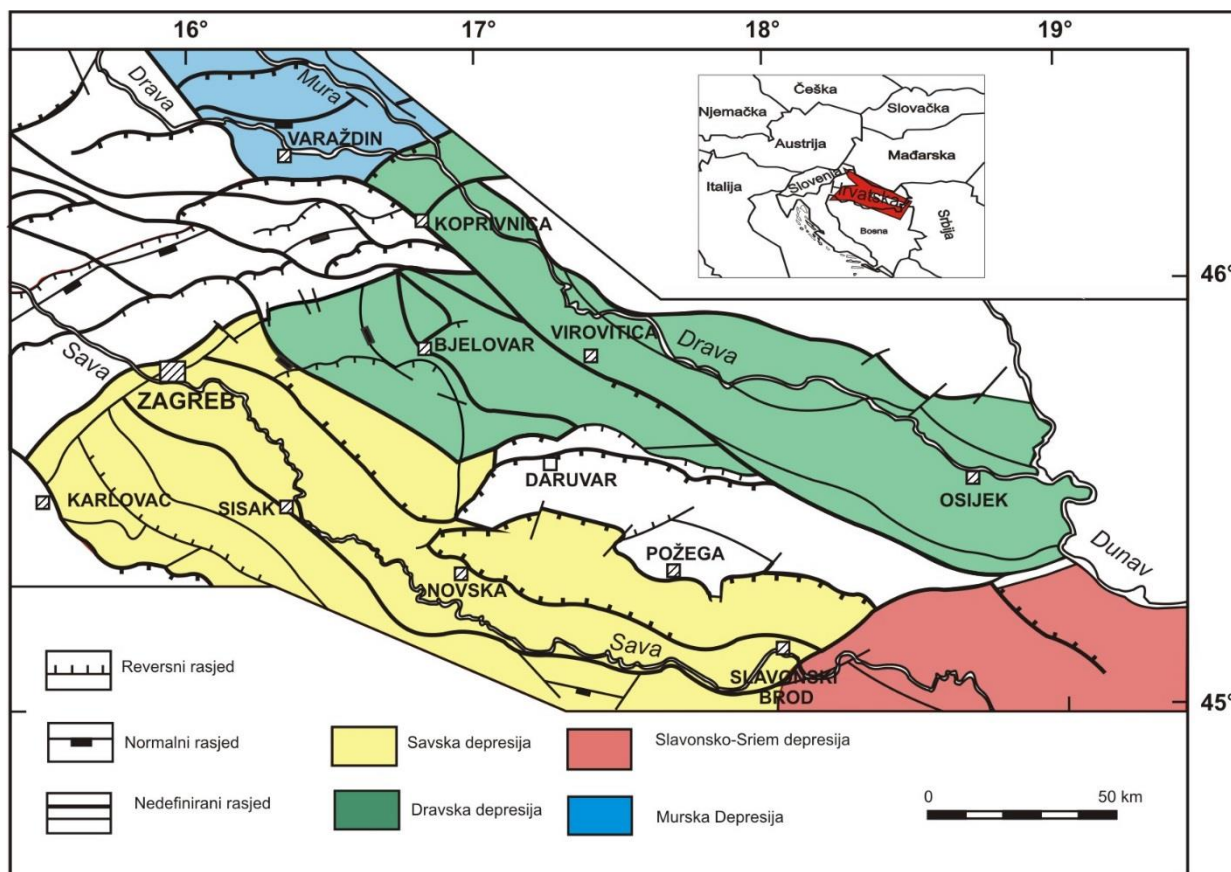 16°
17°
18°
19°
Drava
Mura
VARAŽDIN
KOPRIVNICA
Češka
Njemačka
Slovačka
Austrija
Mađarska
Italija
Slovenija
Hrvatska
Bosna
Srbija
46°
VIROVITICA
BJELOVAR
Drava
Sava
ZAGREB
DARUVAR
KARLOVAC
SISAK
OSIJEK
POŽEGA
Dunav
NOVSKA
Sava
SLAVONSKI
BROD
45°
Reversni rasjed
Normalni rasjed
Nedefinirani rasjed
Savska depresija
Dravska depresija
Slavonsko-Sriem depresija
Murska Depresija
0
50 km